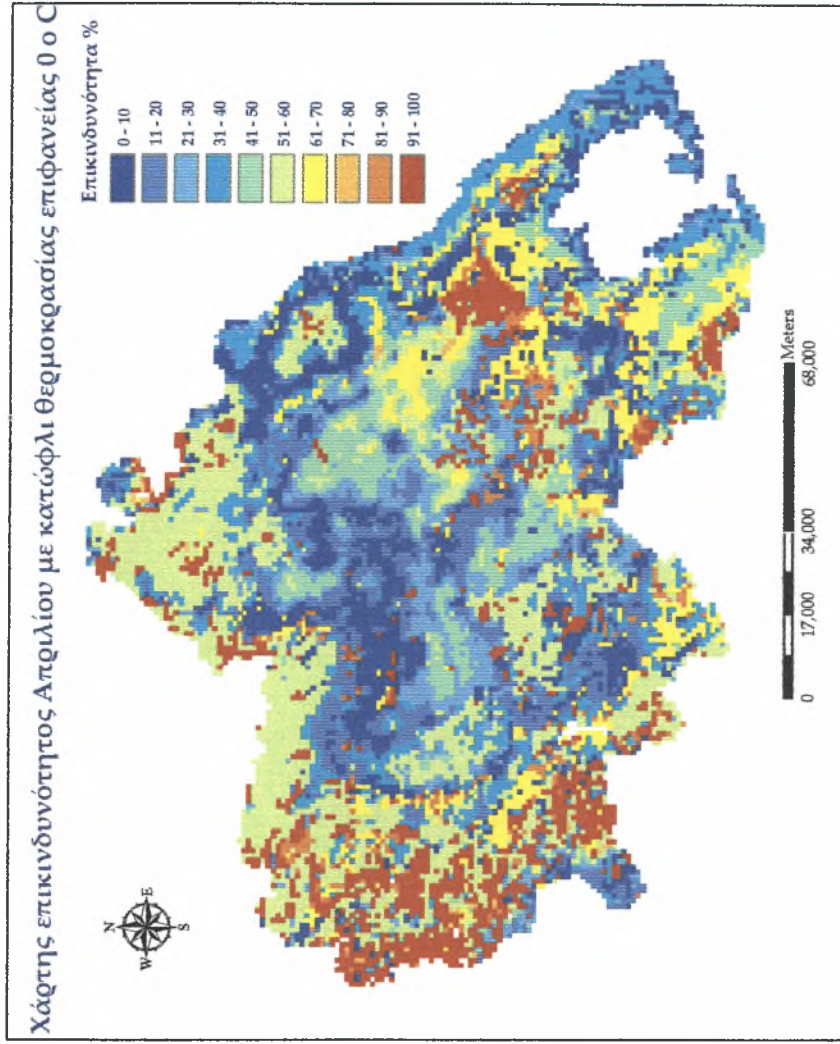 Χάρτης επικινδυνότητος Απριλίου με κατώφλι θερμοκρασίας επιφανείας 0 ο C
Επικινδυνότητα %
0 - 10
11 - 20
21 - 30
31 - 40
41 - 50
51 - 60
61 - 70
71 - 80
81 - 90
91 - 100
N
W E
S
Meters
0 17,000 34,000 68,000